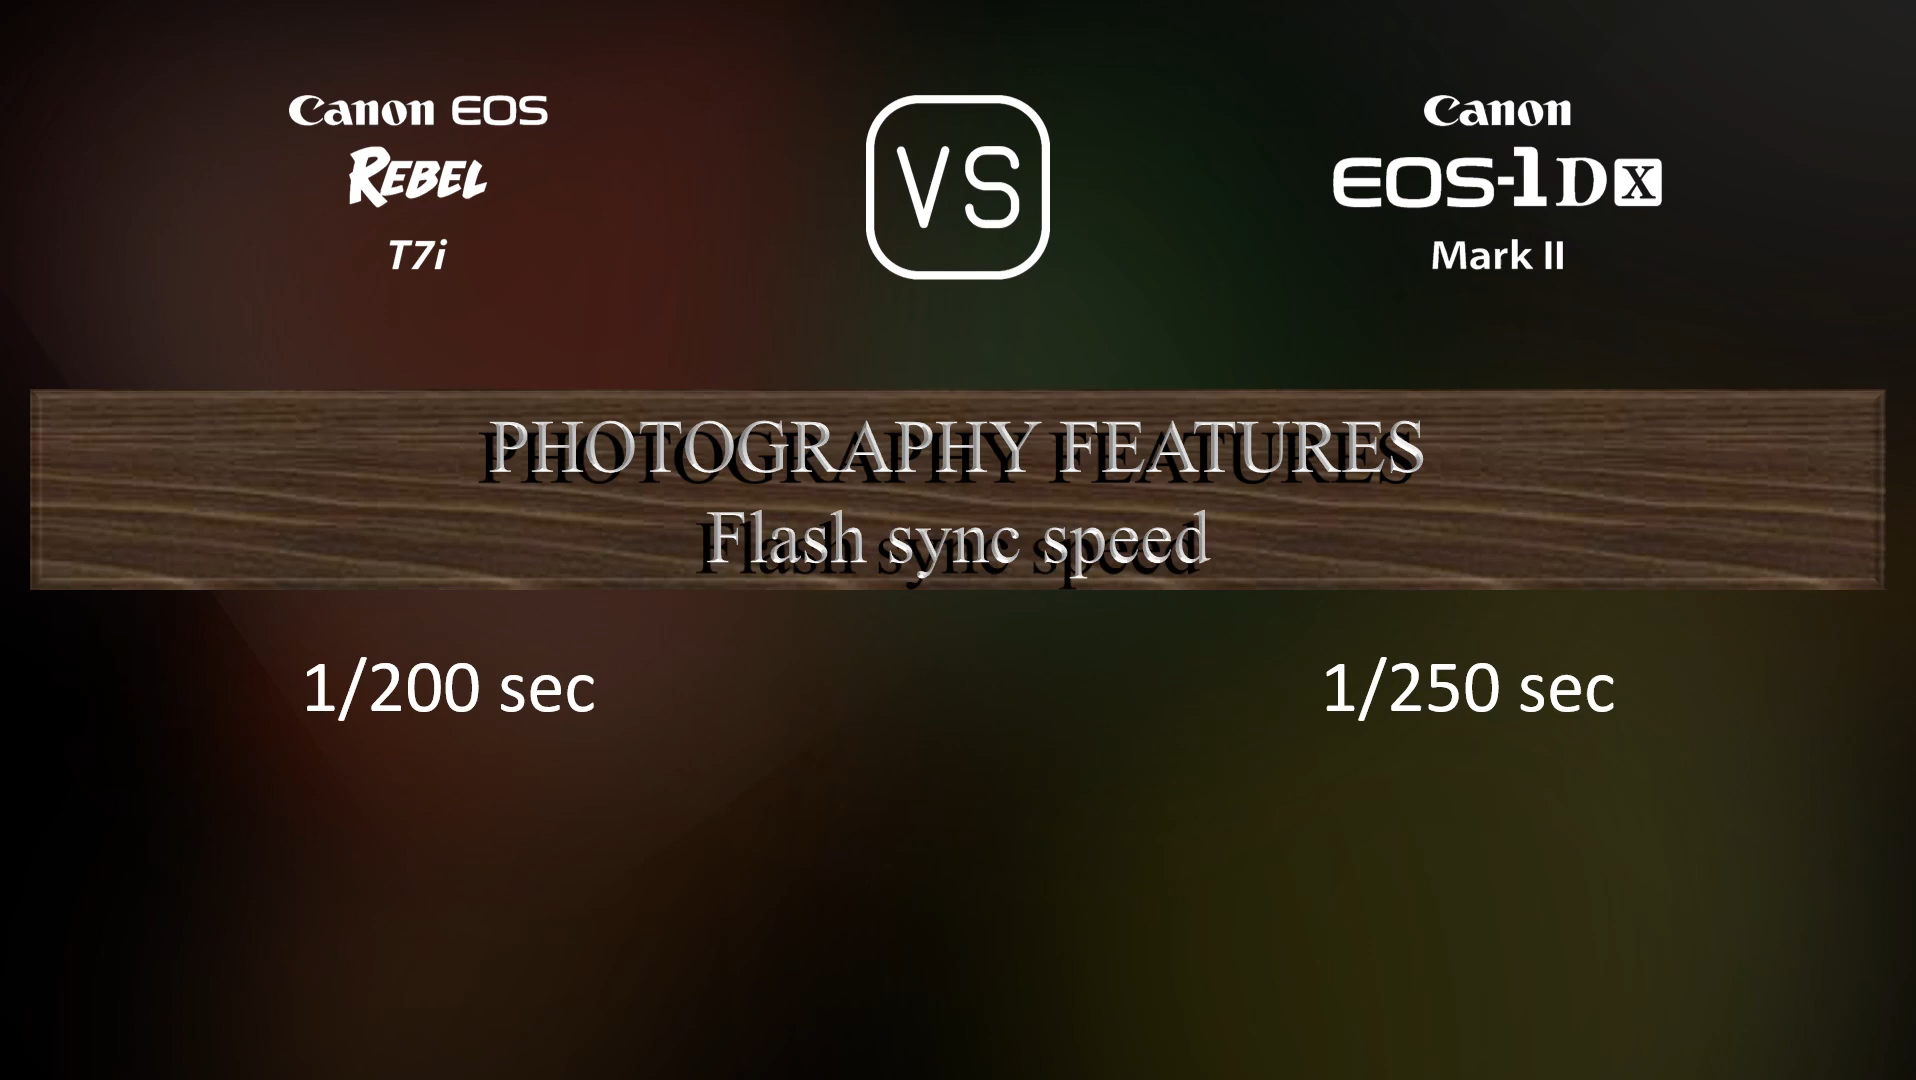 Canon EOS
REBEL
T7i
VS
Canon
EOS-1DX
Mark II
PHOTOGRAPHY FEATURES
Flash sync speed
1/200 sec
1/250 sec